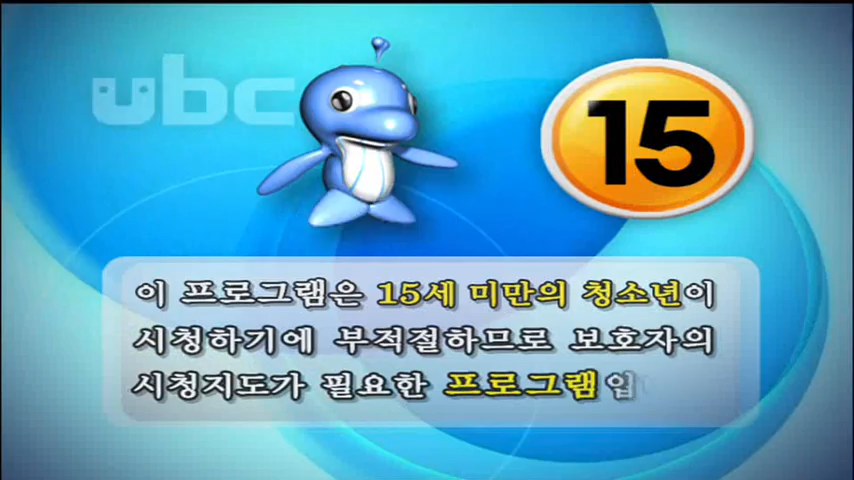 ubc
15
이 프로그램은 15세 미만의 청소년이
시청하기에 부적절하므로 보호자의
시청지도가 필요한 프로그램 입